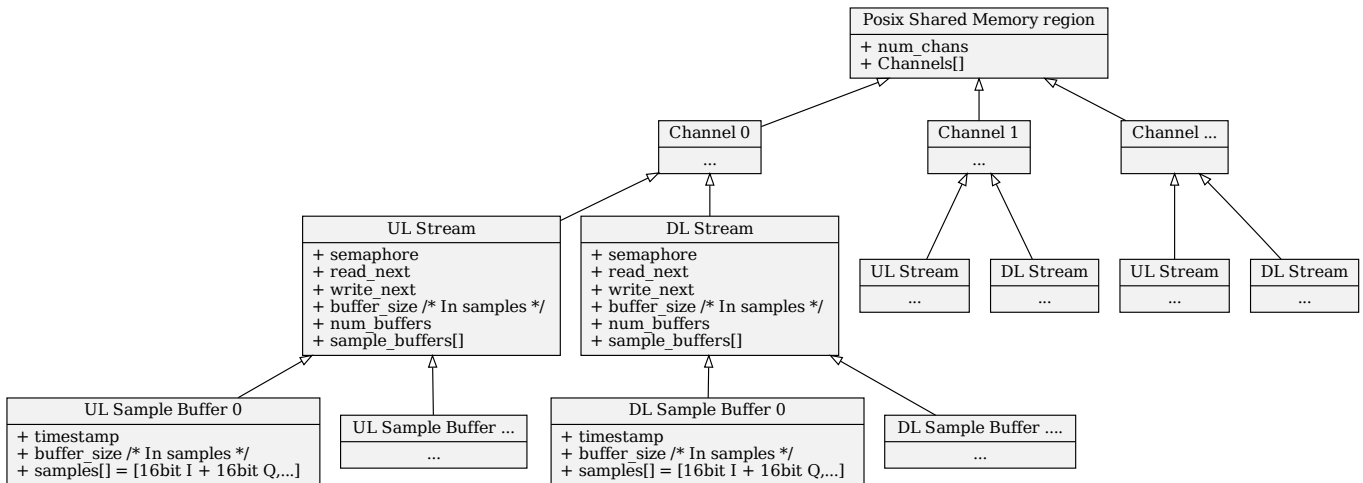 Posix Shared Memory region
+ num_chans
+ Channels[]
Channel 0
...
Channel 1
...
Channel ...
UL Stream
+ semaphore
+ read_next
+ write_next
+ buffer_size /* In samples */
+ num_buffers
+ sample_buffers[]
DL Stream
+ semaphore
+ read_next
+ write_next
+ buffer_size /* In samples */
+ num_buffers
+ sample_buffers[]
UL Stream
...
DL Stream
...
UL Stream
...
DL Stream
...
UL Sample Buffer 0
+ timestamp
+ buffer_size /* In samples */
+ samples[] = [16bit I + 16bit Q,...]
UL Sample Buffer ...
...
DL Sample Buffer 0
+ timestamp
+ buffer_size /* In samples */
+ samples[] = [16bit I + 16bit Q,...]
DL Sample Buffer ....
...